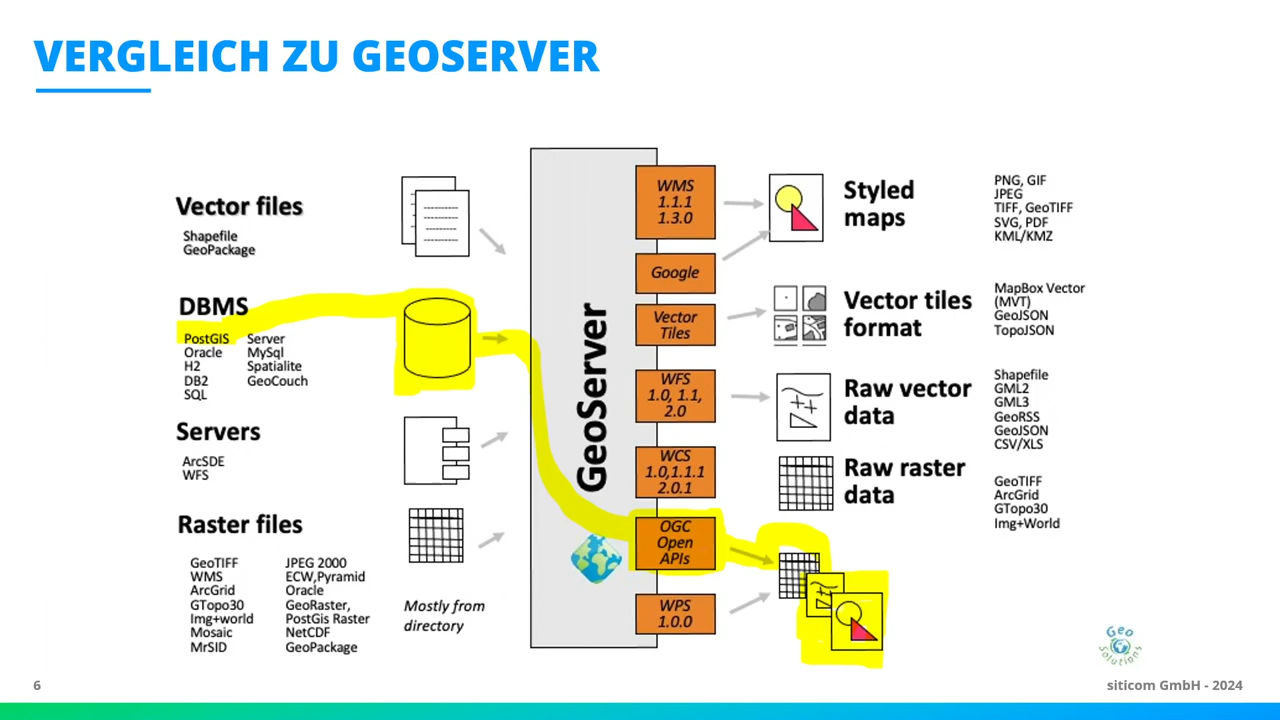 VERGLEICH ZU GEOSERVER
Vector files
Shapefile
GeoPackage
DBMS
PostGIS Server
Oracle MySql
H2 Spatialite
DB2 GeoCouch
SQL
Servers
ArcSDE
WFS
Raster files
GeoTIFF JPEG 2000
WMS ECW,Pyramid
ArcGrid Oracle
GTopo30 GeoRaster,
Img+world PostGis Raster
Mosaic NetCDF
MrSID GeoPackage
Mostly from
directory
GeoServer
WMS
1.1.1
1.3.0
Google
Vector
Tiles
WFS
1.0, 1.1,
2.0
WCS
1.0,1.1.1
2.0.1
OGC
Open
APIs
WPS
1.0.0
Styled
maps
PNG, GIF
JPEG
TIFF, GeoTIFF
SVG, PDF
KML/KMZ
Vector tiles
format
MapBox Vector
(MVT)
GeoJSON
TopoJSON
Raw vector
data
Shapefile
GML2
GML3
GeoRSS
GeoJSON
CSV/XLS
Raw raster
data
GeoTIFF
ArcGrid
GTopo30
Img+World
Geo
Solutions
6
siticom GmbH - 2024